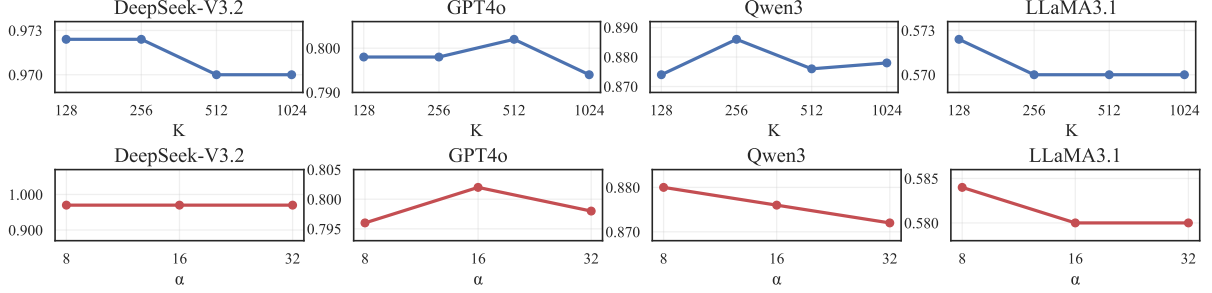 DeepSeek-V3.2
0.973
0.970
128 256 512 1024
K
GPT4o
0.800
0.790
128 256 512 1024
K
Qwen3
0.890
0.880
0.870
128 256 512 1024
K
LLaMA3.1
0.573
0.570
128 256 512 1024
K
DeepSeek-V3.2
1.000
0.900
8 16 32
α
GPT4o
0.805
0.800
0.795
8 16 32
α
Qwen3
0.880
0.870
8 16 32
α
LLaMA3.1
0.585
0.580
8 16 32
α